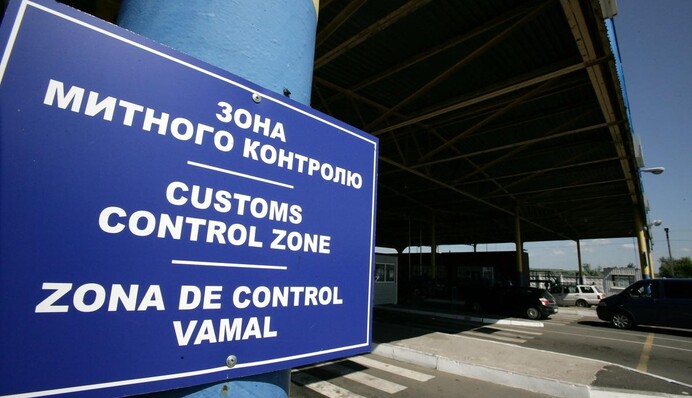 ЗОНА
МИТНОГО КОНТРОЛЮ
CUSTOMS
CONTROL ZONE
ZONA DE CONTROL
VAMAL